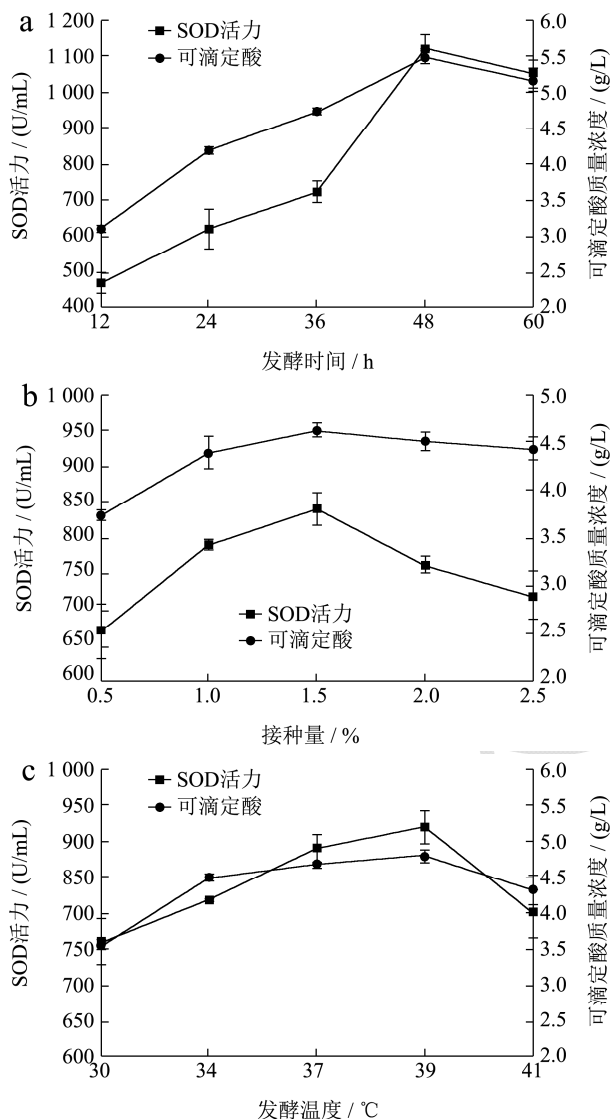 a
SOD活力 / (U/mL)
1 200
1 100
1 000
900
800
700
600
500
400
SOD活力
可滴定酸
6.0
5.5
5.0
4.5
4.0
3.5
3.0
2.5
2.0
可滴定酸质量浓度 / (g/L)
12 24 36 48 60
发酵时间 / h
b
SOD活力 / (U/mL)
1 000
950
900
850
800
750
700
650
600
SOD活力
可滴定酸
5.0
4.5
4.0
3.5
3.0
2.5
2.0
可滴定酸质量浓度 / (g/L)
0.5 1.0 1.5 2.0 2.5
接种量 / %
c
SOD活力 / (U/mL)
1 000
950
900
850
700
750
700
650
600
SOD活力
可滴定酸
6.0
5.5
5.0
4.5
4.0
3.5
3.0
2.5
2.0
可滴定酸质量浓度 / (g/L)
30 34 37 39 41
发酵温度 / ℃